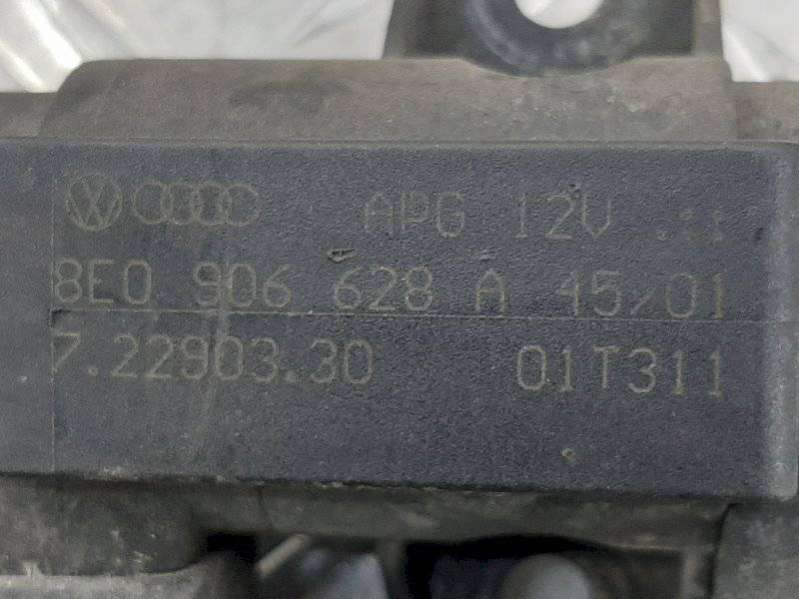 APG 12V
8E0 906 628 A 45/01
7.22903.30 01T311